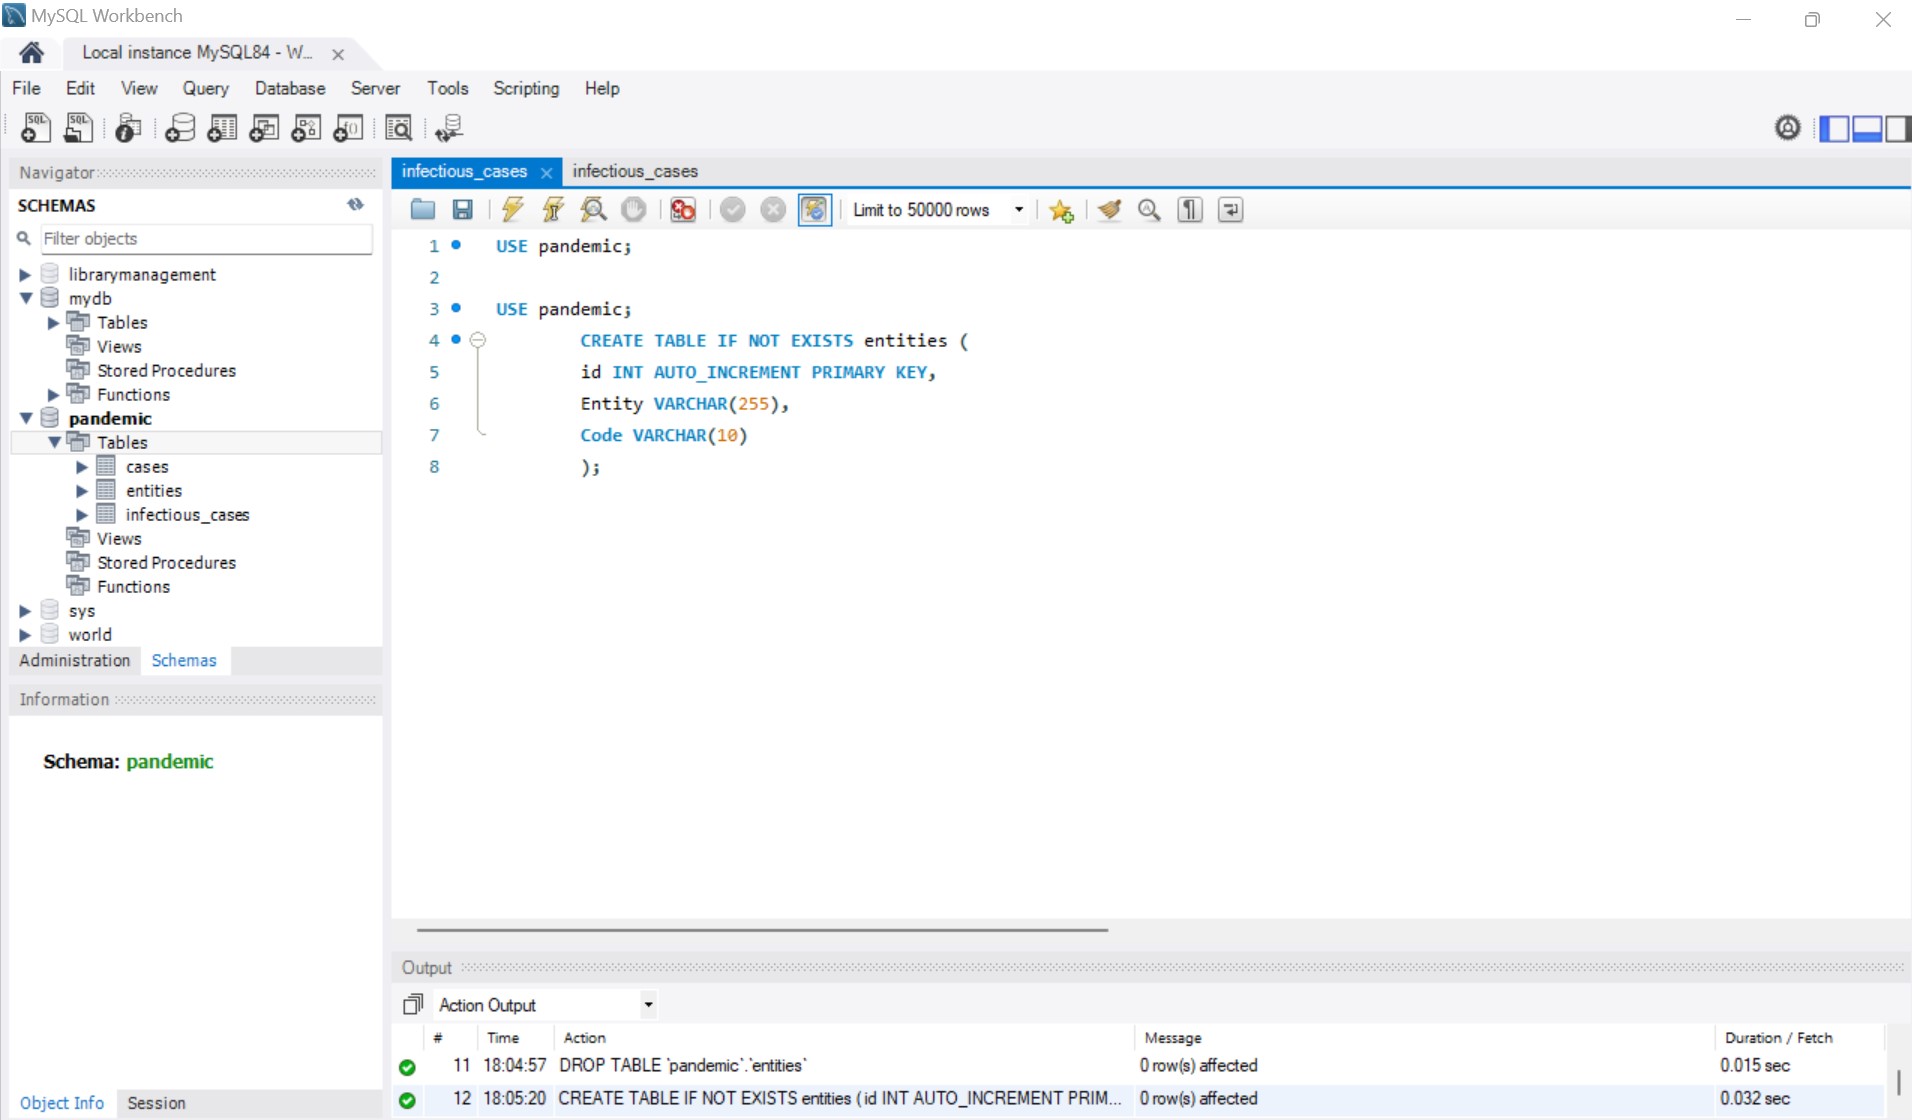 MySQL Workbench
Local instance MySQL84 - W...
File Edit View Query Database Server Tools Scripting Help
Navigator
SCHEMAS
Filter objects
librarymanagement
mydb
Tables
Views
Stored Procedures
Functions
pandemic
Tables
cases
entities
infectious_cases
Views
Stored Procedures
Functions
sys
world
Administration Schemas
Information
Schema: pandemic
Object Info Session
infectious_cases infectious_cases
Limit to 50000 rows
1 USE pandemic;
2
3 USE pandemic;
4 CREATE TABLE IF NOT EXISTS entities (
5 id INT AUTO_INCREMENT PRIMARY KEY,
6 Entity VARCHAR(255),
7 Code VARCHAR(10)
8 );
Output
Action Output
# Time Action Message Duration / Fetch
11 18:04:57 DROP TABLE `pandemic`.`entities` 0 row(s) affected 0.015 sec
12 18:05:20 CREATE TABLE IF NOT EXISTS entities ( id INT AUTO_INCREMENT PRIM... 0 row(s) affected 0.032 sec